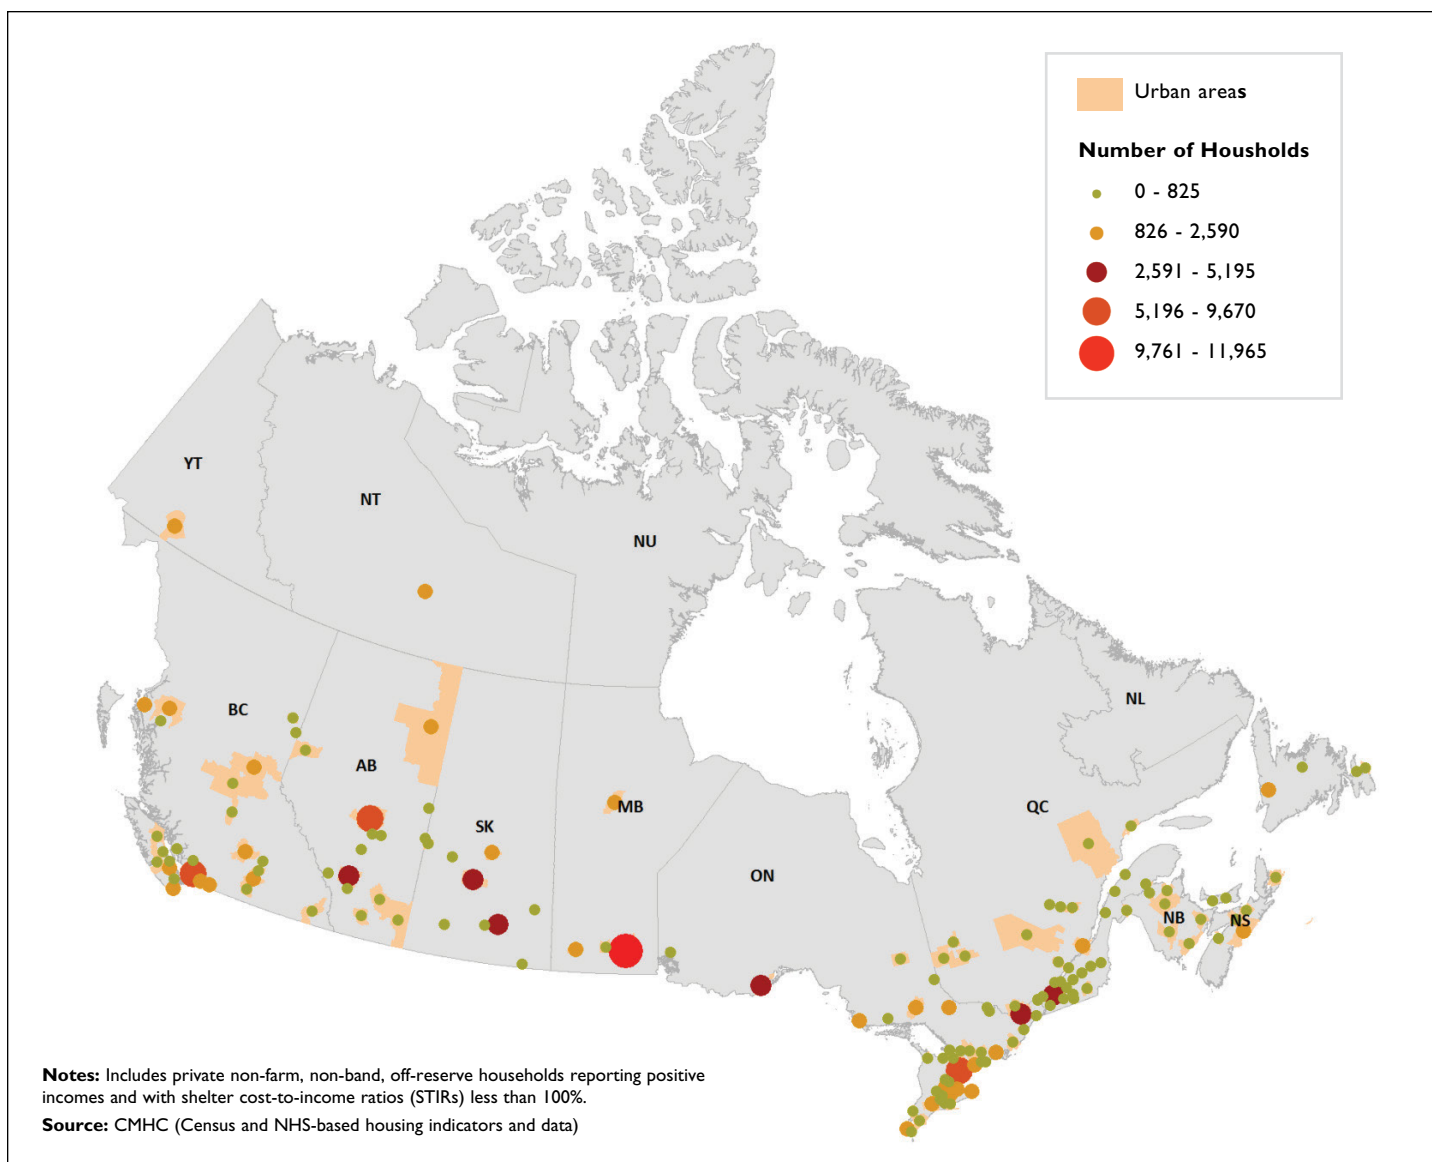 Urban areas
Number of Housholds
0 - 825
826 - 2,590
2,591 - 5,195
5,196 - 9,670
9,761 - 11,965
YT
NT
NU
BC
AB
SK
MB
ON
QC
NL
NB
NS
Notes: Includes private non-farm, non-band, off-reserve households reporting positive
incomes and with shelter cost-to-income ratios (STIRs) less than 100%.
Source: CMHC (Census and NHS-based housing indicators and data)